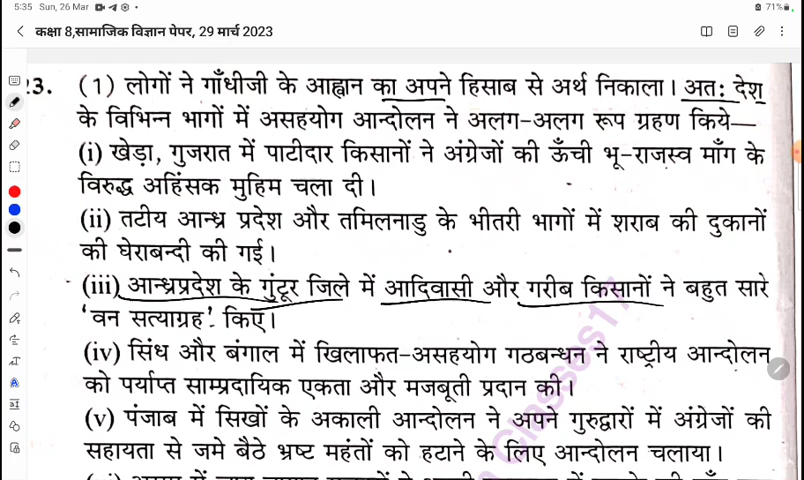 5:35 Sun, 26 Mar
71%
कक्षा 8,सामाजिक विज्ञान पेपर, 29 मार्च 2023
23. (1) लोगों ने गाँधीजी के आह्वान का अपने हिसाब से अर्थ निकाला। अतः देश
के विभिन्न भागों में असहयोग आन्दोलन ने अलग-अलग रूप ग्रहण किये—
(i) खेड़ा, गुजरात में पाटीदार किसानों ने अंग्रेजों की ऊँची भू-राजस्व माँग के
विरुद्ध अहिंसक मुहिम चला दी।
(ii) तटीय आन्ध्र प्रदेश और तमिलनाडु के भीतरी भागों में शराब की दुकानों
की घेराबन्दी की गई।
(iii) आन्ध्रप्रदेश के गुंटूर जिले में आदिवासी और गरीब किसानों ने बहुत सारे
'वन सत्याग्रह' किए।
(iv) सिंध और बंगाल में खिलाफत-असहयोग गठबन्धन ने राष्ट्रीय आन्दोलन
को पर्याप्त साम्प्रदायिक एकता और मजबूती प्रदान की।
(v) पंजाब में सिखों के अकाली आन्दोलन ने अपने गुरुद्वारों में अंग्रेजों की
सहायता से जमे बैठे भ्रष्ट महंतों को हटाने के लिए आन्दोलन चलाया।